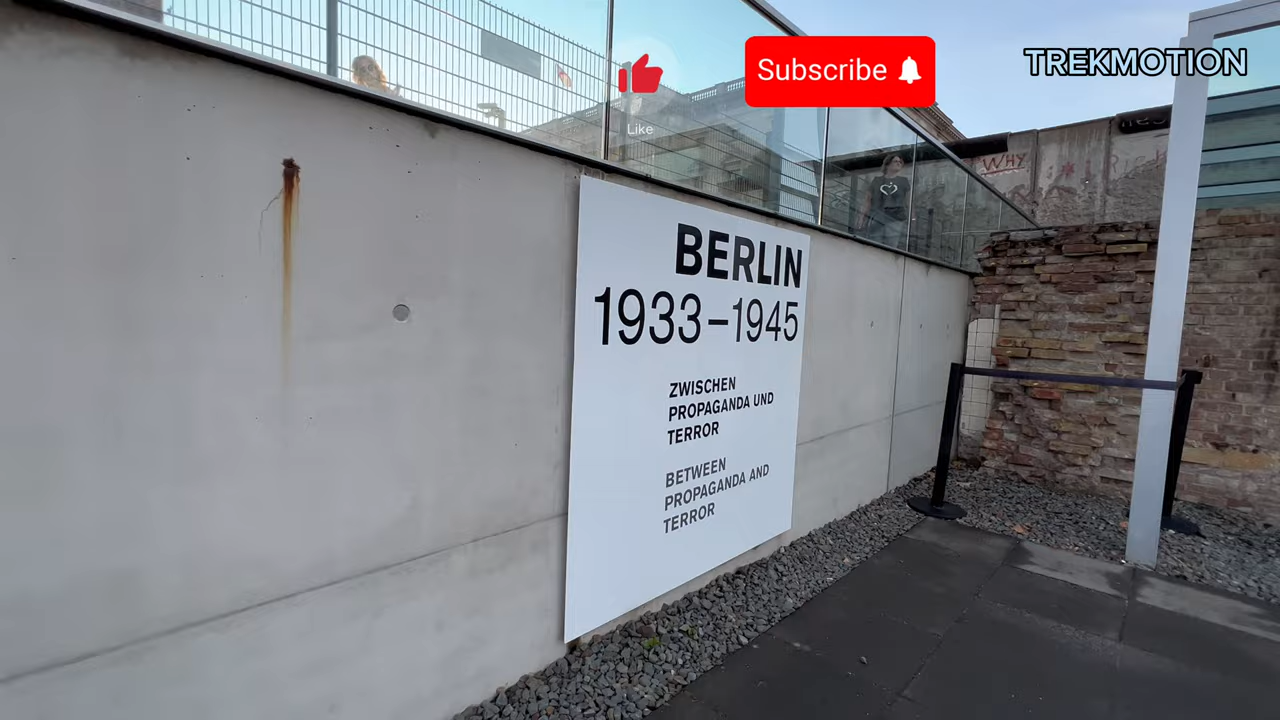 Subscribe
TREKMOTION
Like
WHY
BERLIN
1933–1945
ZWISCHEN
PROPAGANDA UND
TERROR
BETWEEN
PROPAGANDA AND
TERROR